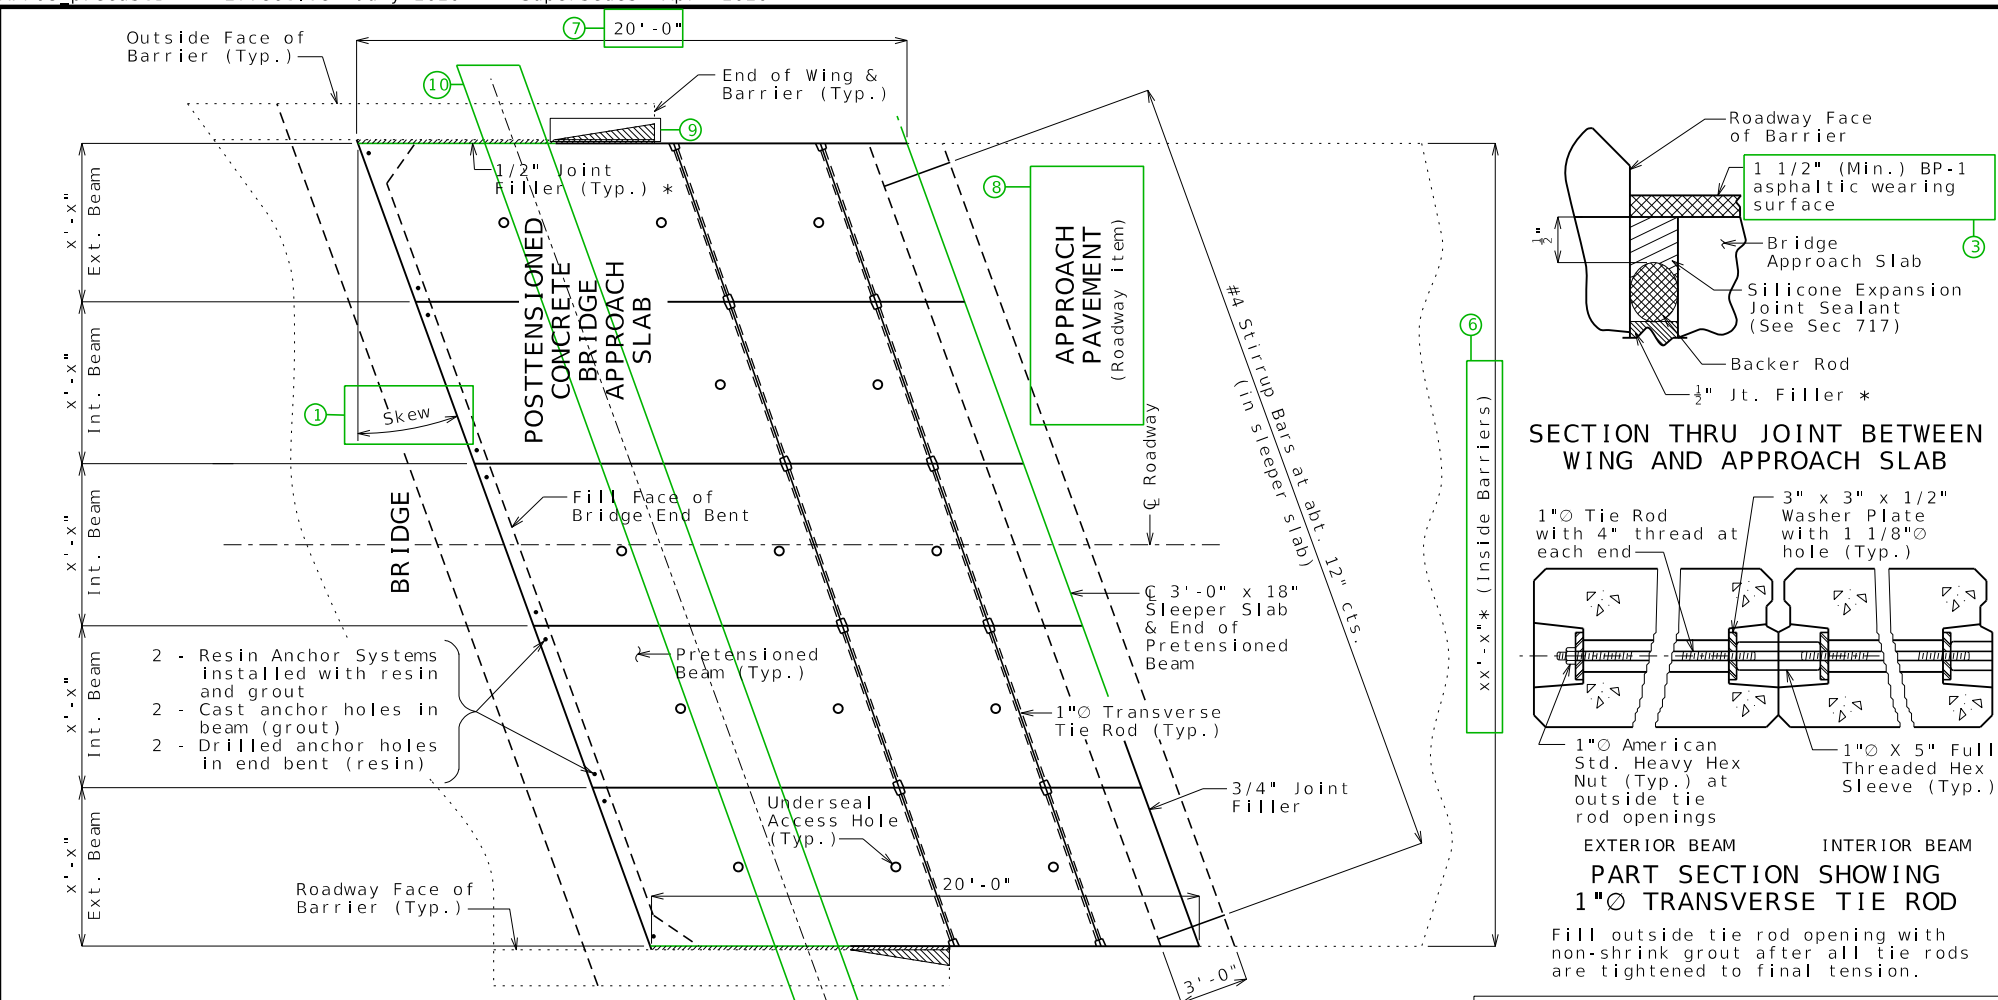 7
20'-0"
Outside Face of
Barrier (Typ.)
10
End of Wing &
Barrier (Typ.)
9
1/2" Joint
Filler (Typ.) *
8
APPROACH
PAVEMENT
(Roadway item)
POSTTENSIONED
CONCRETE
BRIDGE
APPROACH
SLAB
x'-x"
Ext. Beam
x'-x"
Int. Beam
x'-x"
Int. Beam
x'-x"
Int. Beam
x'-x"
Ext. Beam
1
Skew
BRIDGE
Fill Face of
Bridge End Bent
#4 Stirrup Bars at abt. 12" cts.
(in sleeper slab)
℄ Roadway
℄ 3'-0" x 18"
Sleeper Slab
& End of
Pretensioned
Beam
2 - Resin Anchor Systems
installed with resin
and grout
2 - Cast anchor holes in
beam (grout)
2 - Drilled anchor holes
in end bent (resin)
Pretensioned
Beam (Typ.)
1"∅ Transverse
Tie Rod (Typ.)
3/4" Joint
Filler
Underseal
Access Hole
(Typ.)
20'-0"
Roadway Face of
Barrier (Typ.)
3'-0"
6
xx'-x"* (Inside Barriers)
Roadway Face
of Barrier
1 1/2" (Min.) BP-1
asphaltic wearing
surface
3
½"
Bridge
Approach Slab
Silicone Expansion
Joint Sealant
(See Sec 717)
Backer Rod
½" Jt. Filler *
SECTION THRU JOINT BETWEEN
WING AND APPROACH SLAB
1"∅ Tie Rod
with 4" thread at
each end
3" x 3" x 1/2"
Washer Plate
with 1 1/8"∅
hole (Typ.)
1"∅ American
Std. Heavy Hex
Nut (Typ.) at
outside tie
rod openings
1"∅ X 5" Full
Threaded Hex
Sleeve (Typ.)
EXTERIOR BEAM
INTERIOR BEAM
PART SECTION SHOWING
1"∅ TRANSVERSE TIE ROD
Fill outside tie rod opening with
non-shrink grout after all tie rods
are tightened to final tension.